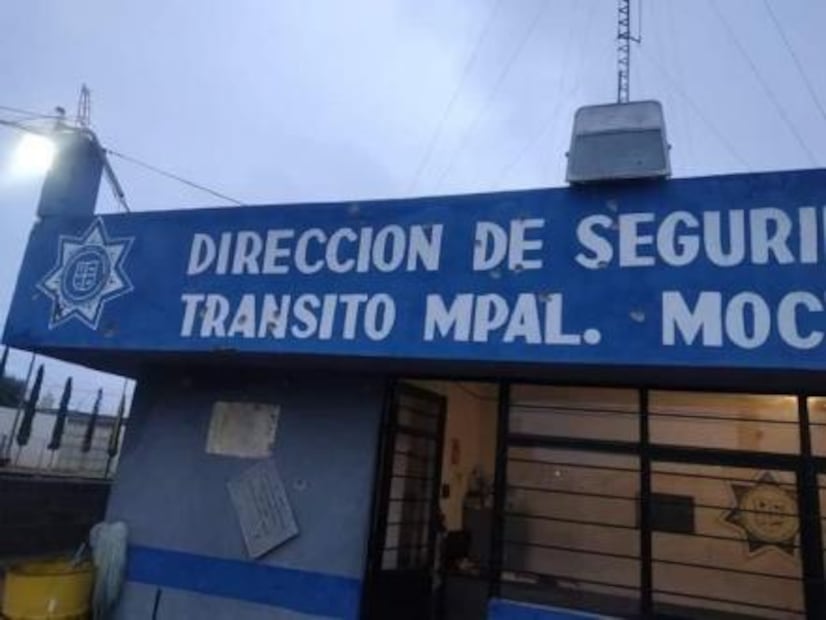 DIRECCION DE SEGURI
TRANSITO MPAL. MOC